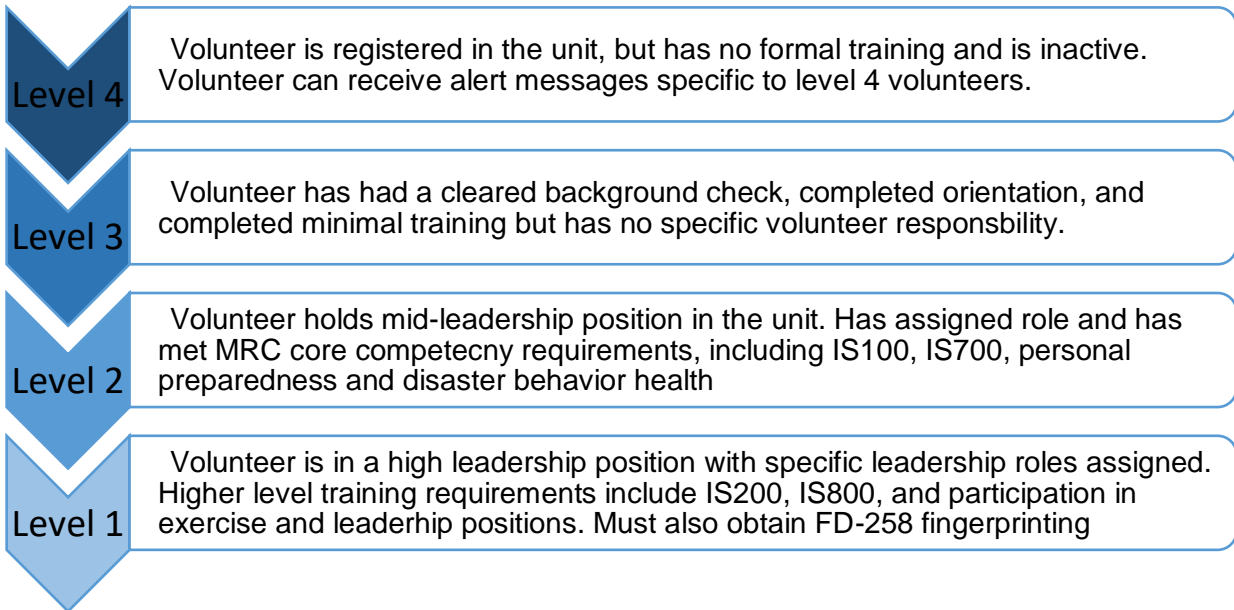 Level 4
Volunteer is registered in the unit, but has no formal training and is inactive.
Volunteer can receive alert messages specific to level 4 volunteers.
Level 3
Volunteer has had a cleared background check, completed orientation, and
completed minimal training but has no specific volunteer responsbility.
Level 2
Volunteer holds mid-leadership position in the unit. Has assigned role and has
met MRC core competecny requirements, including IS100, IS700, personal
preparedness and disaster behavior health
Level 1
Volunteer is in a high leadership position with specific leadership roles assigned.
Higher level training requirements include IS200, IS800, and participation in
exercise and leaderhip positions. Must also obtain FD-258 fingerprinting